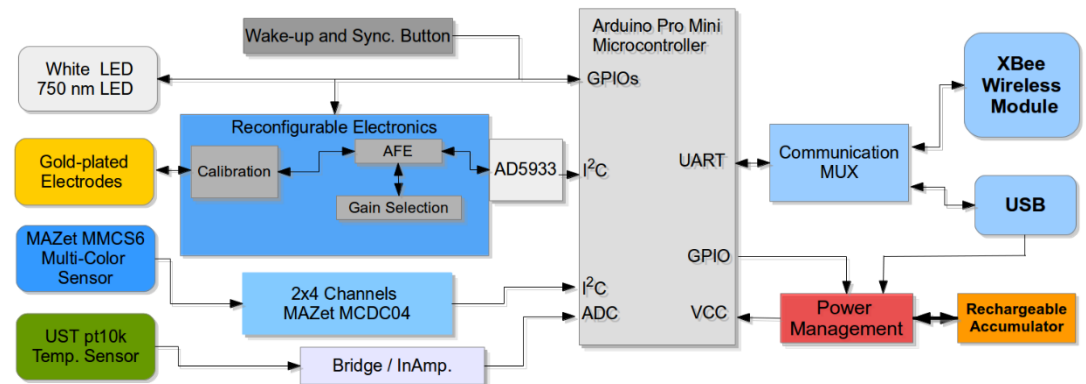 Wake-up and Sync. Button
Arduino Pro Mini
Microcontroller
XBee
Wireless
Module
White LED
750 nm LED
GPIOs
Reconfigurable Electronics
Gold-plated
Electrodes
Calibration
AFE
Gain Selection
AD5933
I²C
UART
Communication
MUX
USB
MAZet MMCS6
Multi-Color
Sensor
2x4 Channels
MAZet MCDC04
I²C
ADC
GPIO
VCC
Power
Management
Rechargeable
Accumulator
UST pt10k
Temp. Sensor
Bridge / InAmp.